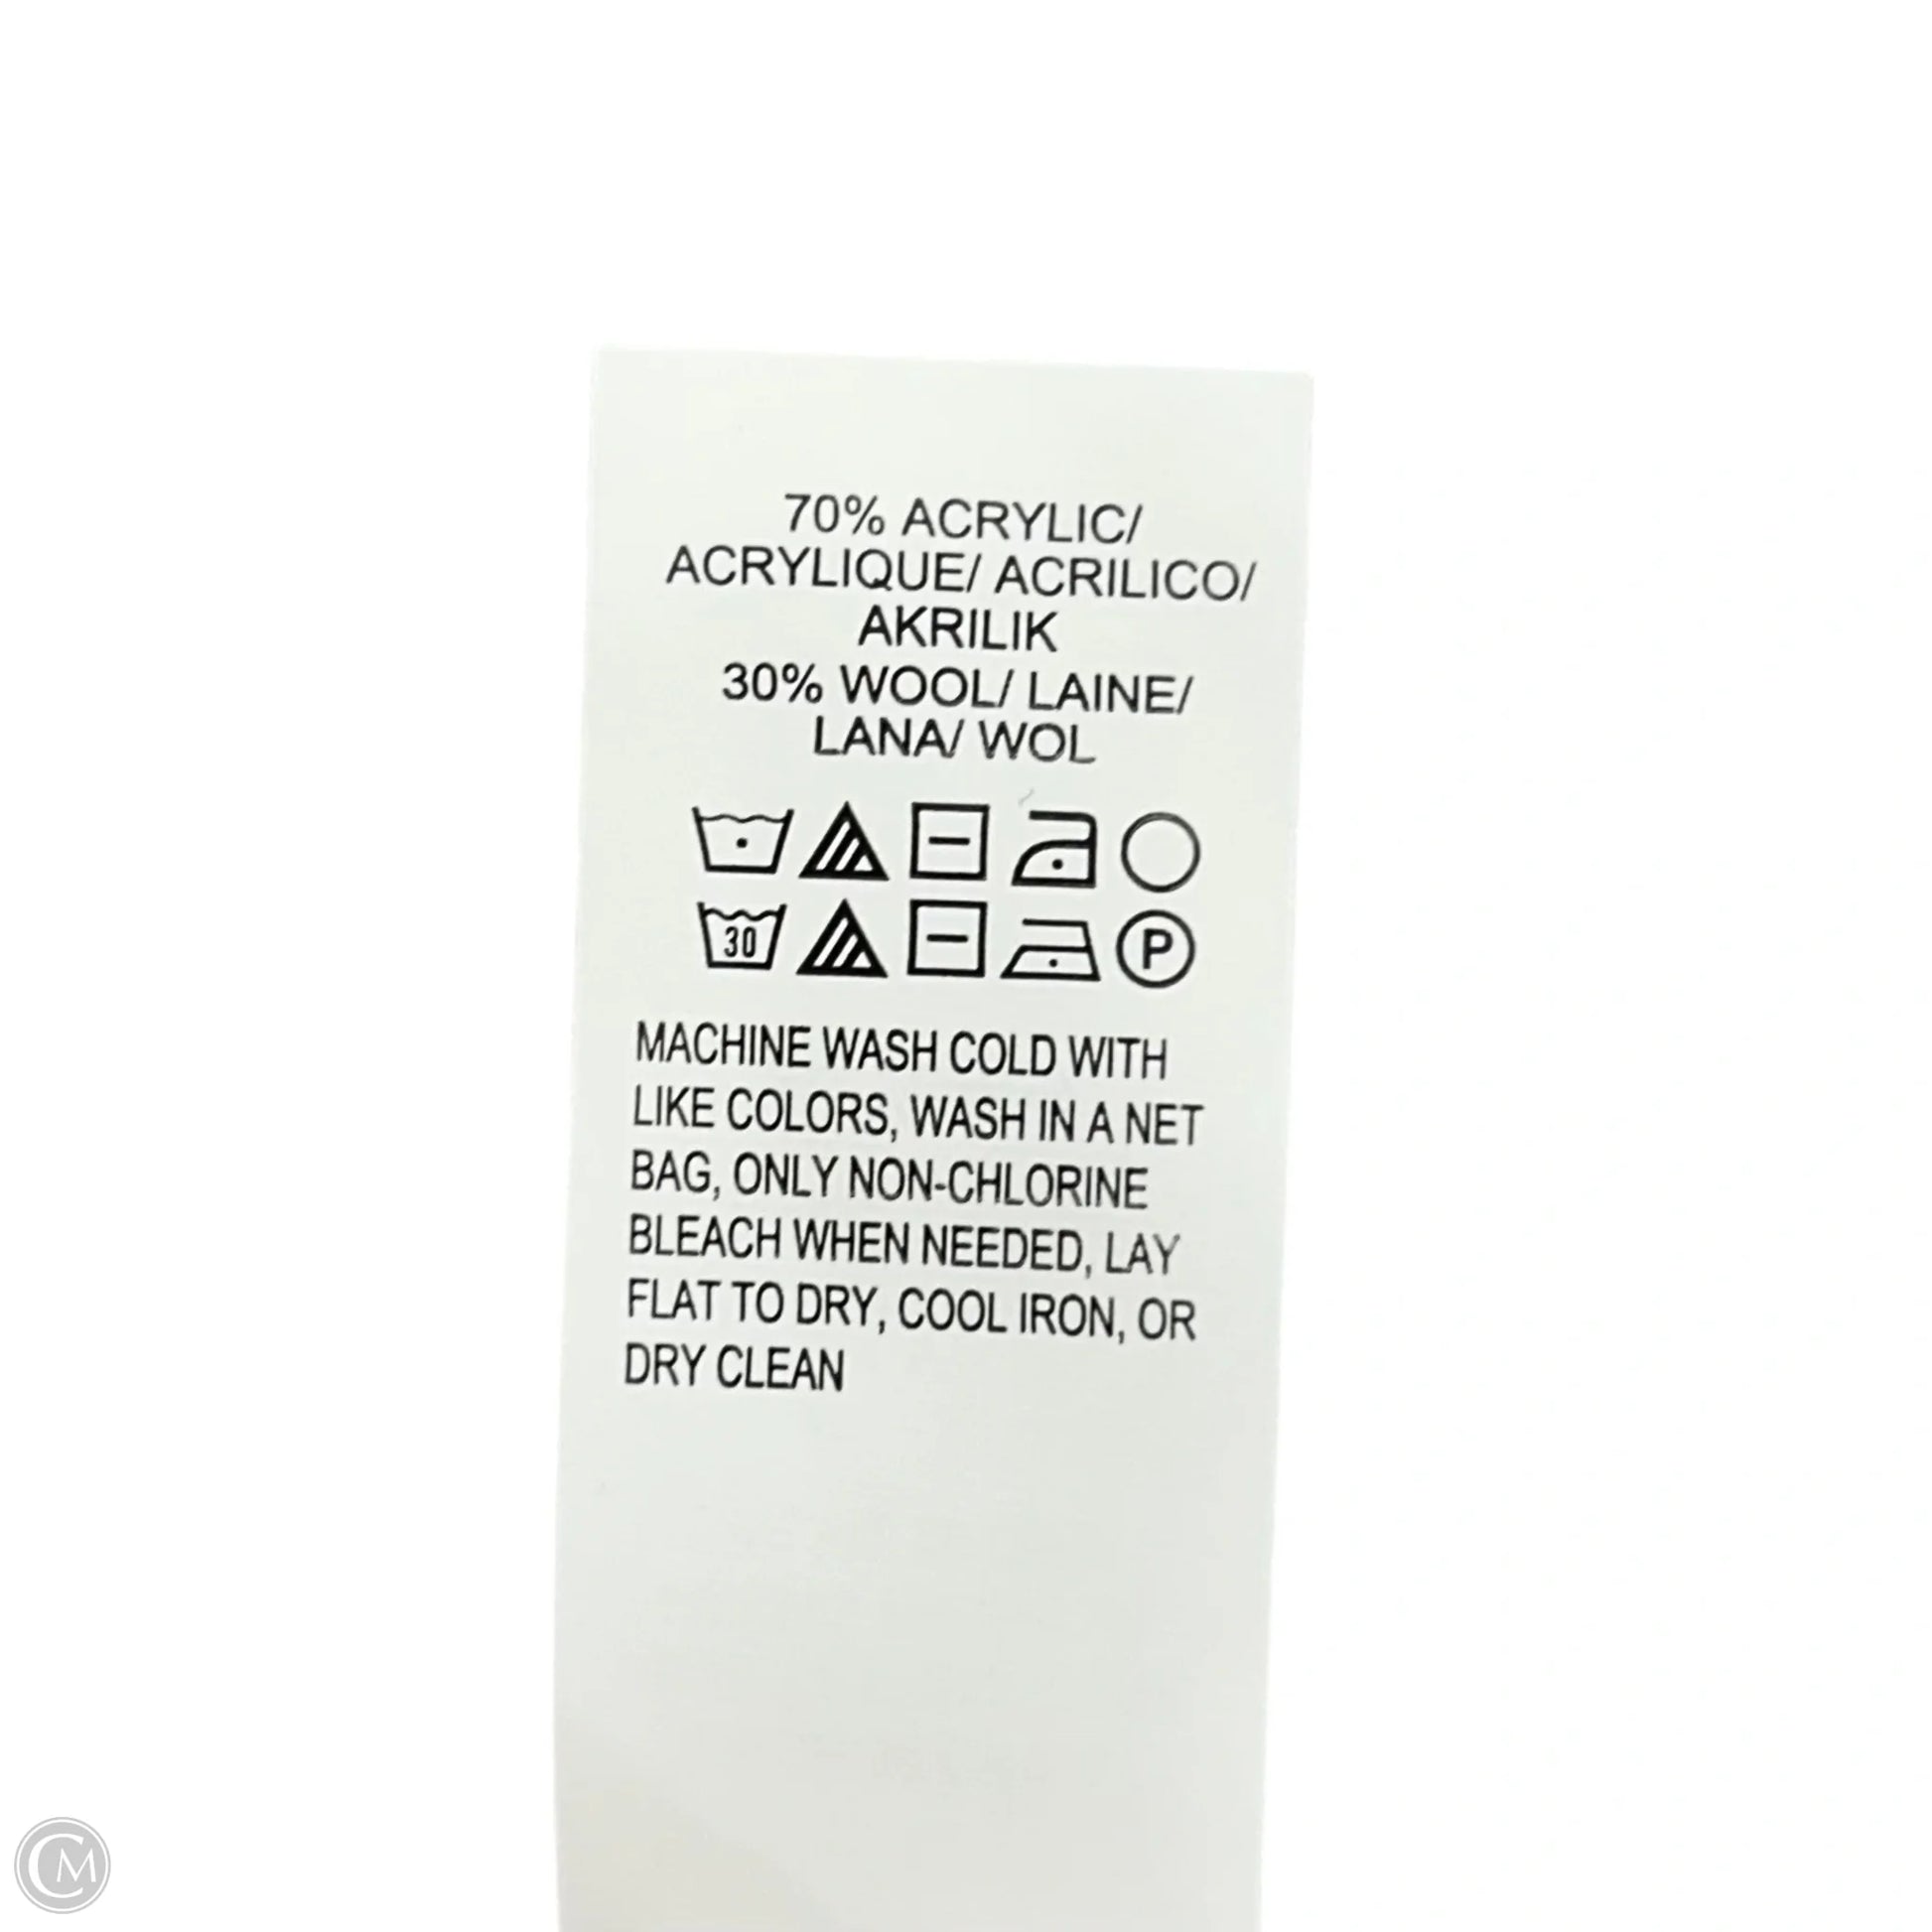 70% ACRYLIC/
ACRYLIQUE/ ACRILICO/
AKRILIK
30% WOOL/ LAINE/
LANA/ WOL
30 P
MACHINE WASH COLD WITH
LIKE COLORS, WASH IN A NET
BAG, ONLY NON-CHLORINE
BLEACH WHEN NEEDED, LAY
FLAT TO DRY, COOL IRON, OR
DRY CLEAN
CM